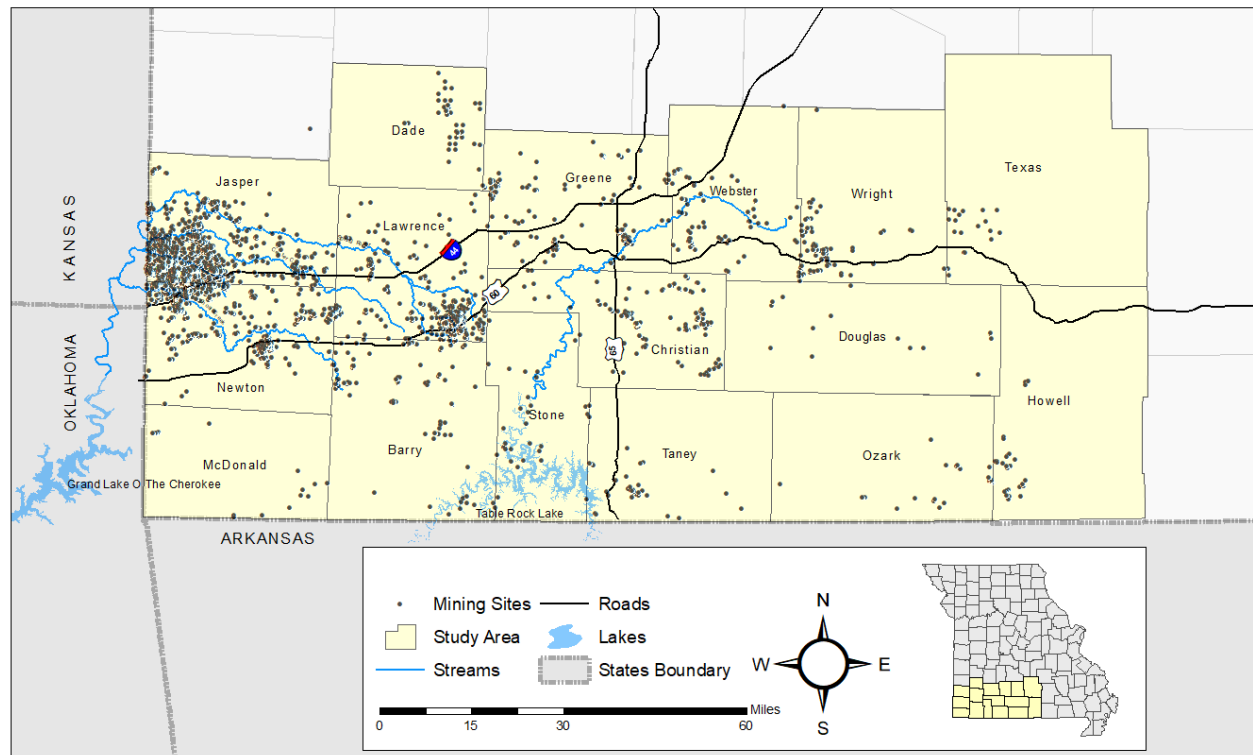 Dade
Texas
Jasper
Greene
Webster
Wright
KANSAS
Lawrence
44
60
65
Christian
Douglas
OKLAHOMA
Newton
Howell
Stone
Barry
Taney
Ozark
McDonald
Grand Lake O The Cherokee
Table Rock Lake
ARKANSAS
Mining Sites
Roads
Study Area
Lakes
Streams
States Boundary
Miles
0 15 30 60
N
W E
S